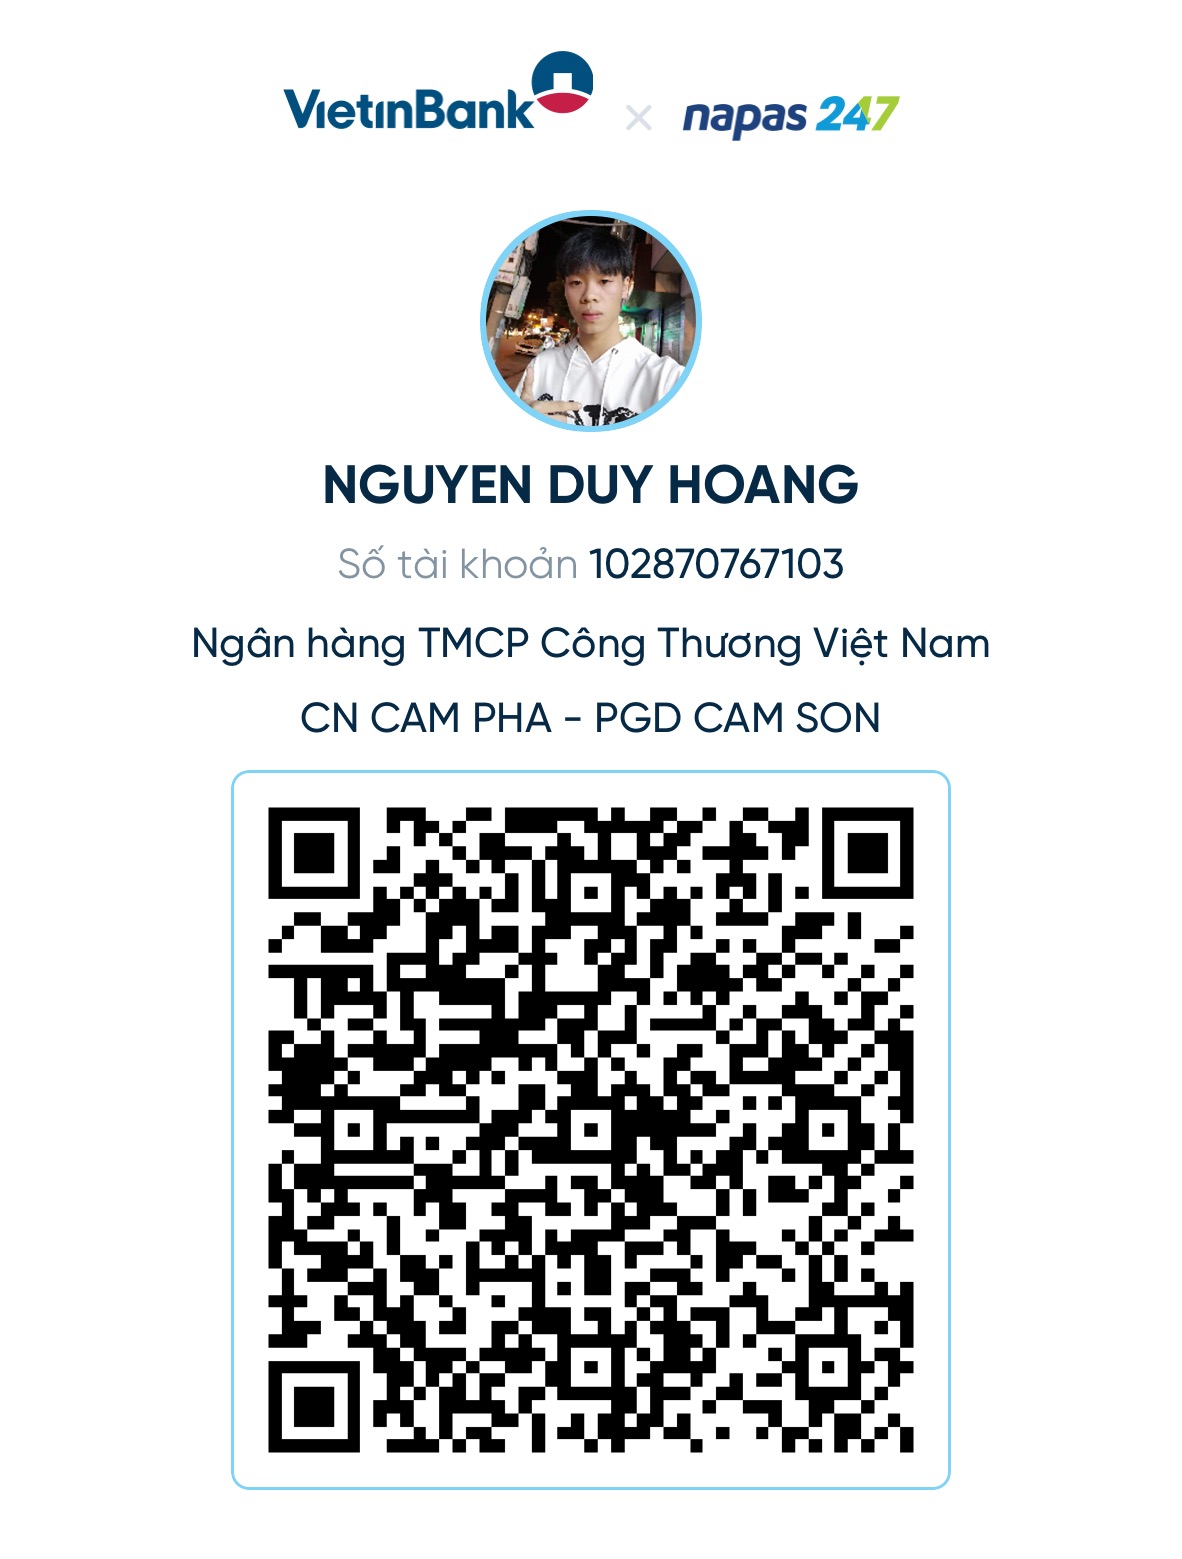 VietinBank × napas 247
NGUYEN DUY HOANG
Số tài khoản 102870767103
Ngân hàng TMCP Công Thương Việt Nam
CN CAM PHA - PGD CAM SON